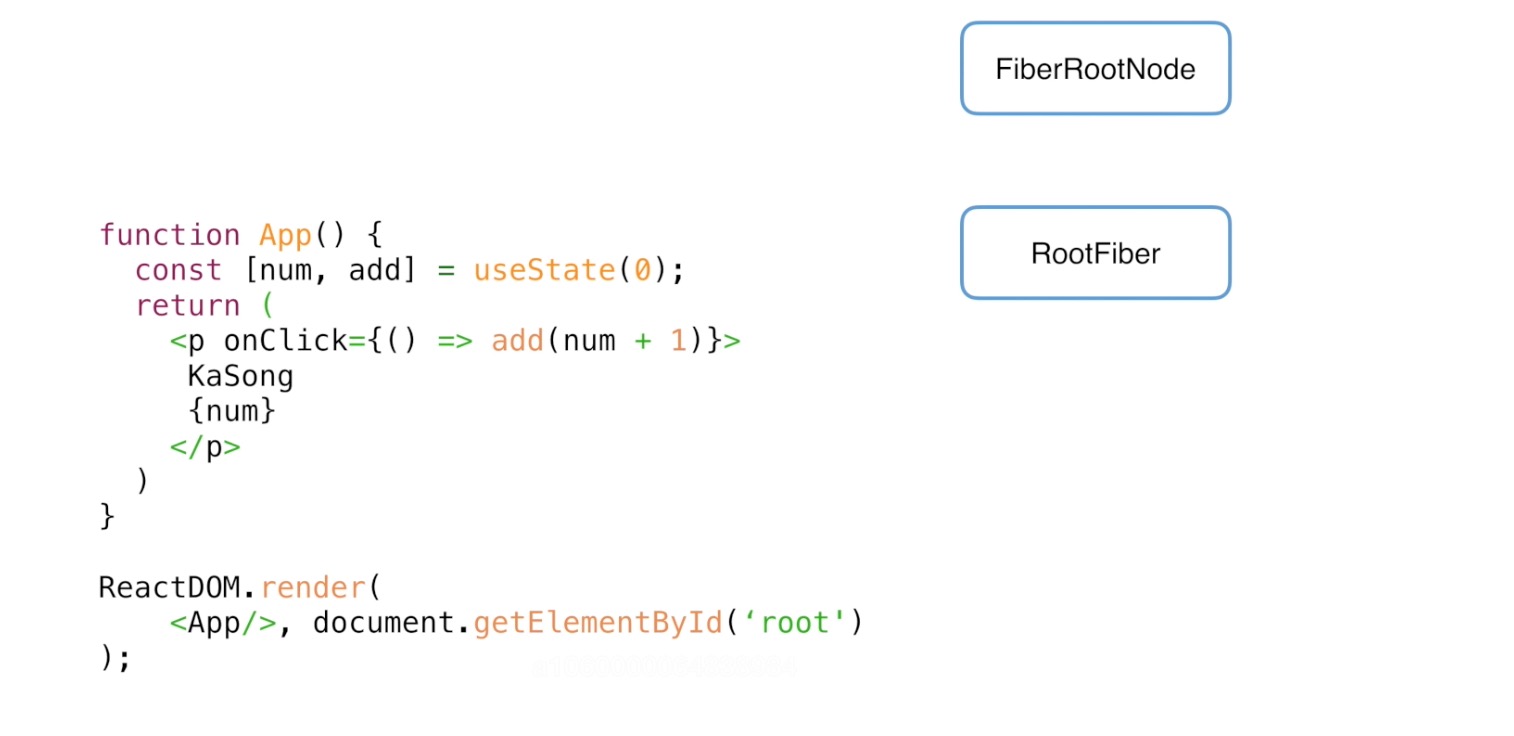 FiberRootNode
RootFiber
function App() {
  const [num, add] = useState(0);
  return (
    <p onClick={() => add(num + 1)}>
     KaSong
     {num}
    </p>
  )
}
ReactDOM.render(
    <App/>, document.getElementById(‘root')
);